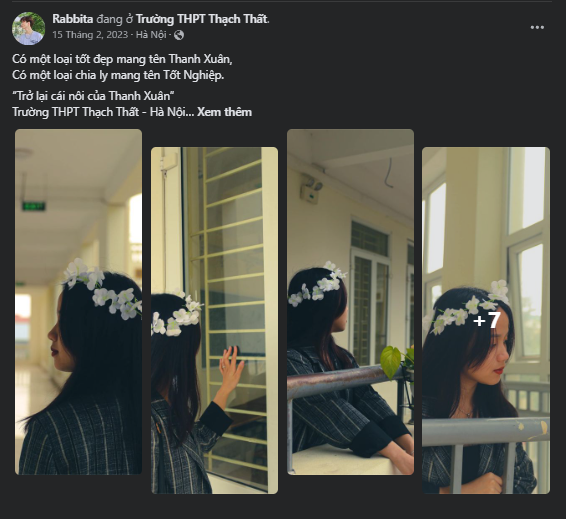 Rabbita đang ở Trường THPT Thạch Thất.
15 Tháng 2, 2023 · Hà Nội ·
Có một loại tốt đẹp mang tên Thanh Xuân,
Có một loại chia ly mang tên Tốt Nghiệp.
“Trở lại cái nôi của Thanh Xuân”
Trường THPT Thạch Thất - Hà Nội... Xem thêm
+7